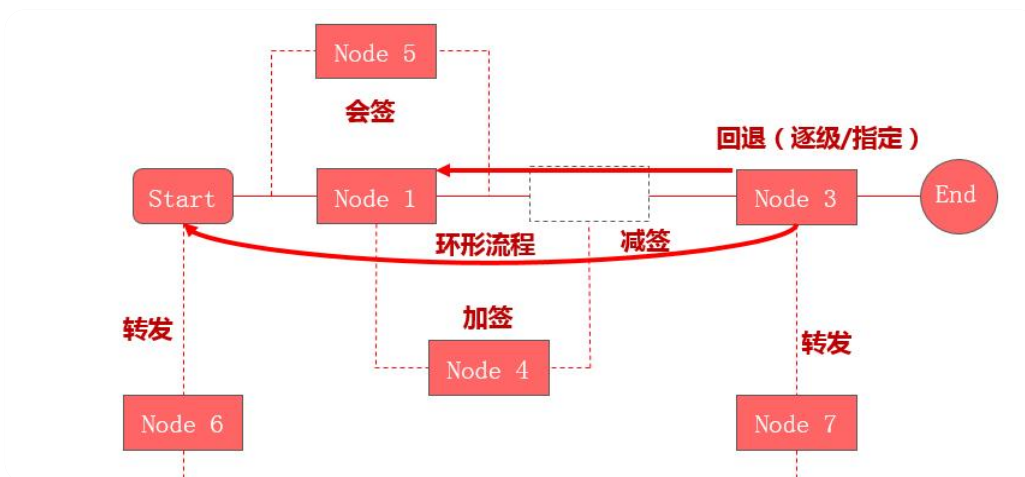 Node 5
会签
回退（逐级/指定）
Start
Node 1
Node 3
End
环形流程
减签
转发
加签
转发
Node 4
Node 6
Node 7